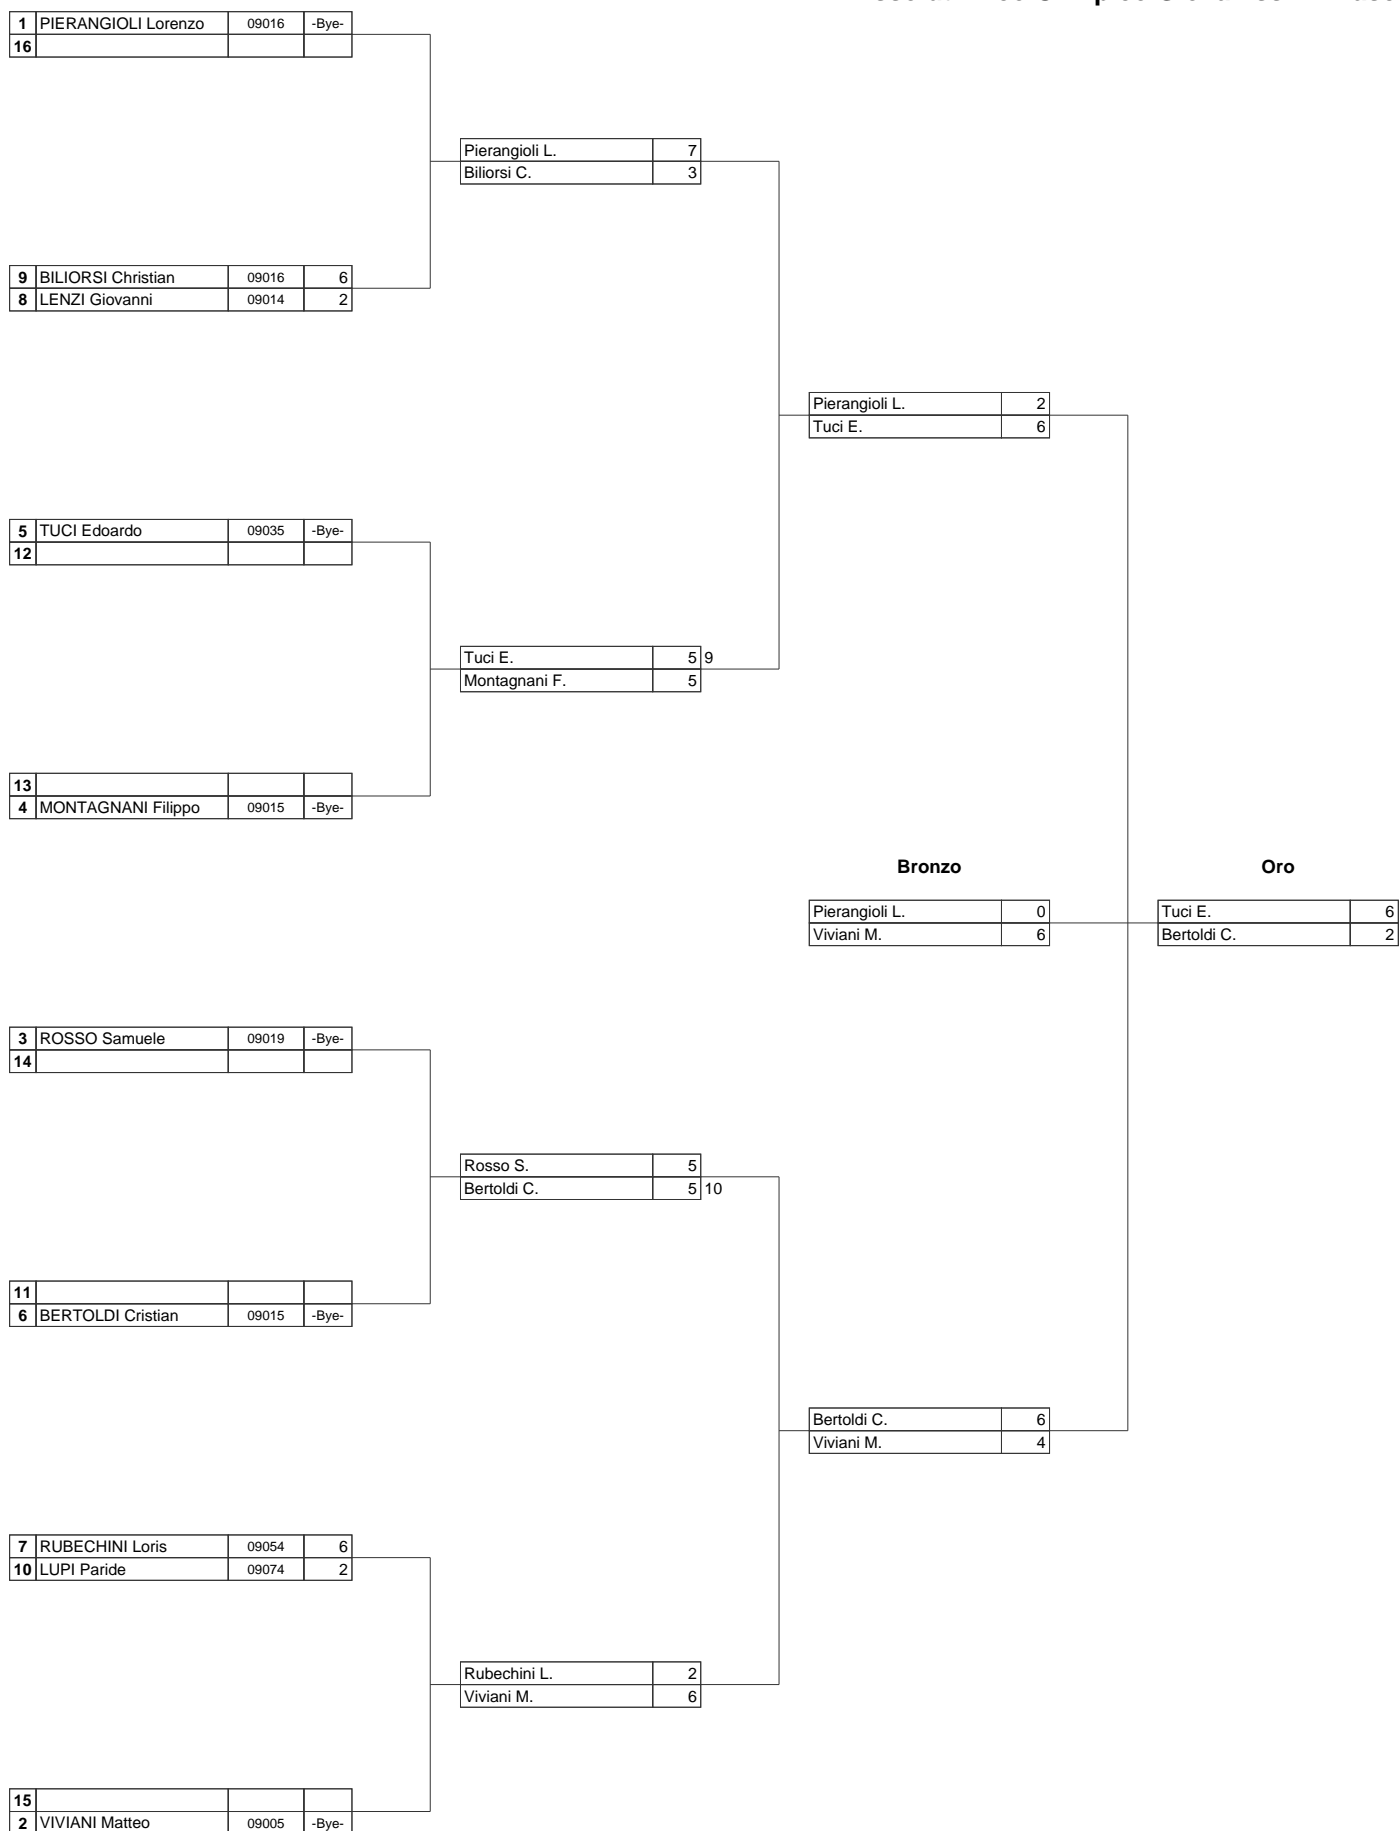 1 PIERANGIOLI Lorenzo 09016 -Bye-
16
Pierangioli L. 7
Biliorsi C. 3
9 BILIORSI Christian 09016 6
8 LENZI Giovanni 09014 2
Pierangioli L. 2
Tuci E. 6
5 TUCI Edoardo 09035 -Bye-
12
Tuci E. 5 9
Montagnani F. 5
13
4 MONTAGNANI Filippo 09015 -Bye-
Bronzo Oro
Pierangioli L. 0 Tuci E. 6
Viviani M. 6 Bertoldi C. 2
3 ROSSO Samuele 09019 -Bye-
14
Rosso S. 5
Bertoldi C. 5 10
11
6 BERTOLDI Cristian 09015 -Bye-
Bertoldi C. 6
Viviani M. 4
7 RUBECHINI Loris 09054 6
10 LUPI Paride 09074 2
Rubechini L. 2
Viviani M. 6
15
2 VIVIANI Matteo 09005 -Bye-